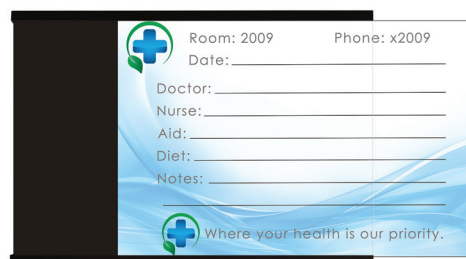 Room: 2009 Phone: x2009
Date:
Doctor:
Nurse:
Aid:
Diet:
Notes:
Where your health is our priority.